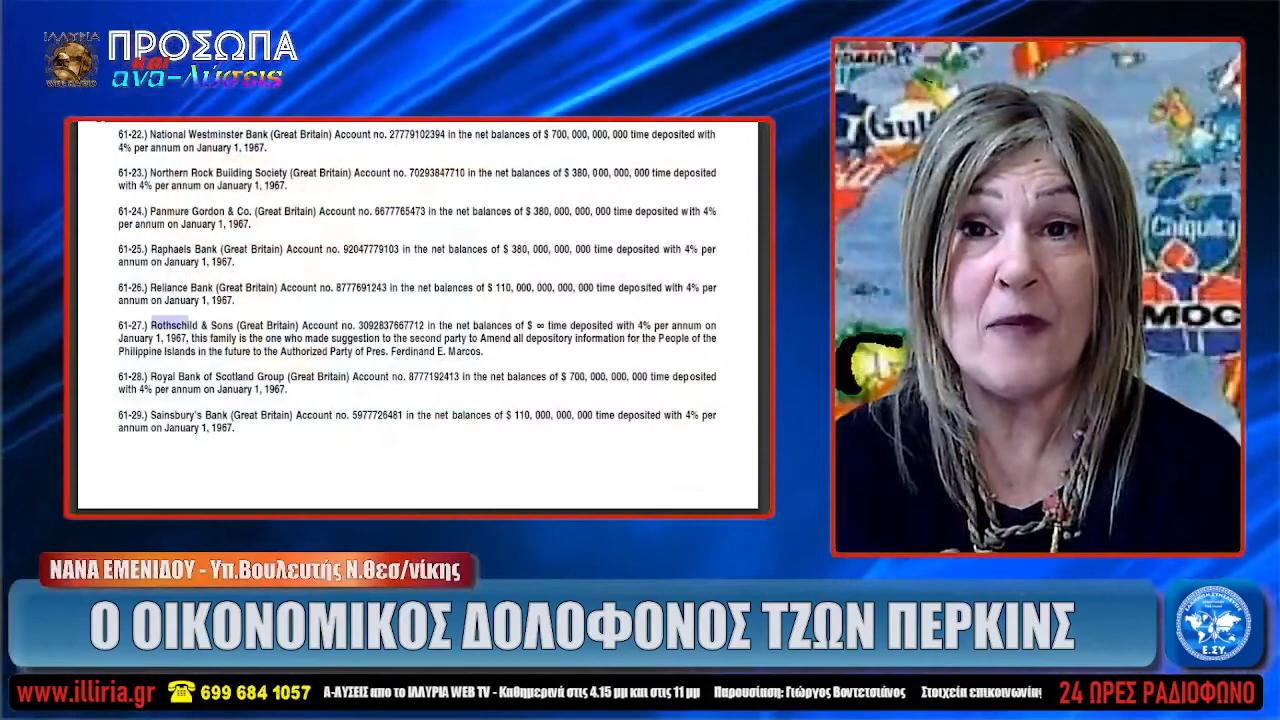 ΙΛΛΥΡΙΑ
WEB RADIO
ΠΡΟΣΩΠΑ
και
ανα-λύσεις
61-22.) National Westminster Bank (Great Britain) Account no. 27779102394 in the net balances of $ 700, 000, 000, 000 time deposited with
4% per annum on January 1, 1967.
61-23.) Northern Rock Building Society (Great Britain) Account no. 70293847710 in the net balances of $ 380, 000, 000, 000 time deposited
with 4% per annum on January 1, 1967.
61-24.) Panmure Gordon & Co. (Great Britain) Account no. 6677765473 in the net balances of $ 380, 000, 000, 000 time deposited with 4%
per annum on January 1, 1967.
61-25.) Raphaels Bank (Great Britain) Account no. 92047779103 in the net balances of $ 380, 000, 000, 000 time deposited with 4% per
annum on January 1, 1967.
61-26.) Reliance Bank (Great Britain) Account no. 8777691243 in the net balances of $ 110, 000, 000, 000, 000 time deposited with 4% per
annum on January 1, 1967.
61-27.) Rothschild & Sons (Great Britain) Account no. 3092837667712 in the net balances of $ ∞ time deposited with 4% per annum on
January 1, 1967, this family is the one who made suggestion to the second party to Amend all depository information for the People of the
Philippine Islands in the future to the Authorized Party of Pres. Ferdinand E. Marcos.
61-28.) Royal Bank of Scotland Group (Great Britain) Account no. 8777192413 in the net balances of $ 700, 000, 000, 000 time deposited
with 4% per annum on January 1, 1967.
61-29.) Sainsbury's Bank (Great Britain) Account no. 5977726481 in the net balances of $ 110, 000, 000, 000, 000 time deposited with 4% per
annum on January 1, 1967.
Gulf
Chiquita
ΝΑΝΑ ΕΜΕΝΙΔΟΥ - Υπ.Βουλευτής Ν.Θεσ/νίκης
Ο ΟΙΚΟΝΟΜΙΚΟΣ ΔΟΛΟΦΟΝΟΣ ΤΖΩΝ ΠΕΡΚΙΝΣ
Ε.ΣΥ.
www.illiria.gr ☎ 699 684 1057 Α-ΛΥΣΕΙΣ απο το ΙΛΛΥΡΙΑ WEB TV - Καθημερινά στις 4.15 μμ και στις 11 μμ Παρουσίαση: Γιώργος Βοντετσιάνος Στοιχεία επικοινωνίας 24 ΩΡΕΣ ΡΑΔΙΟΦΩΝΟ